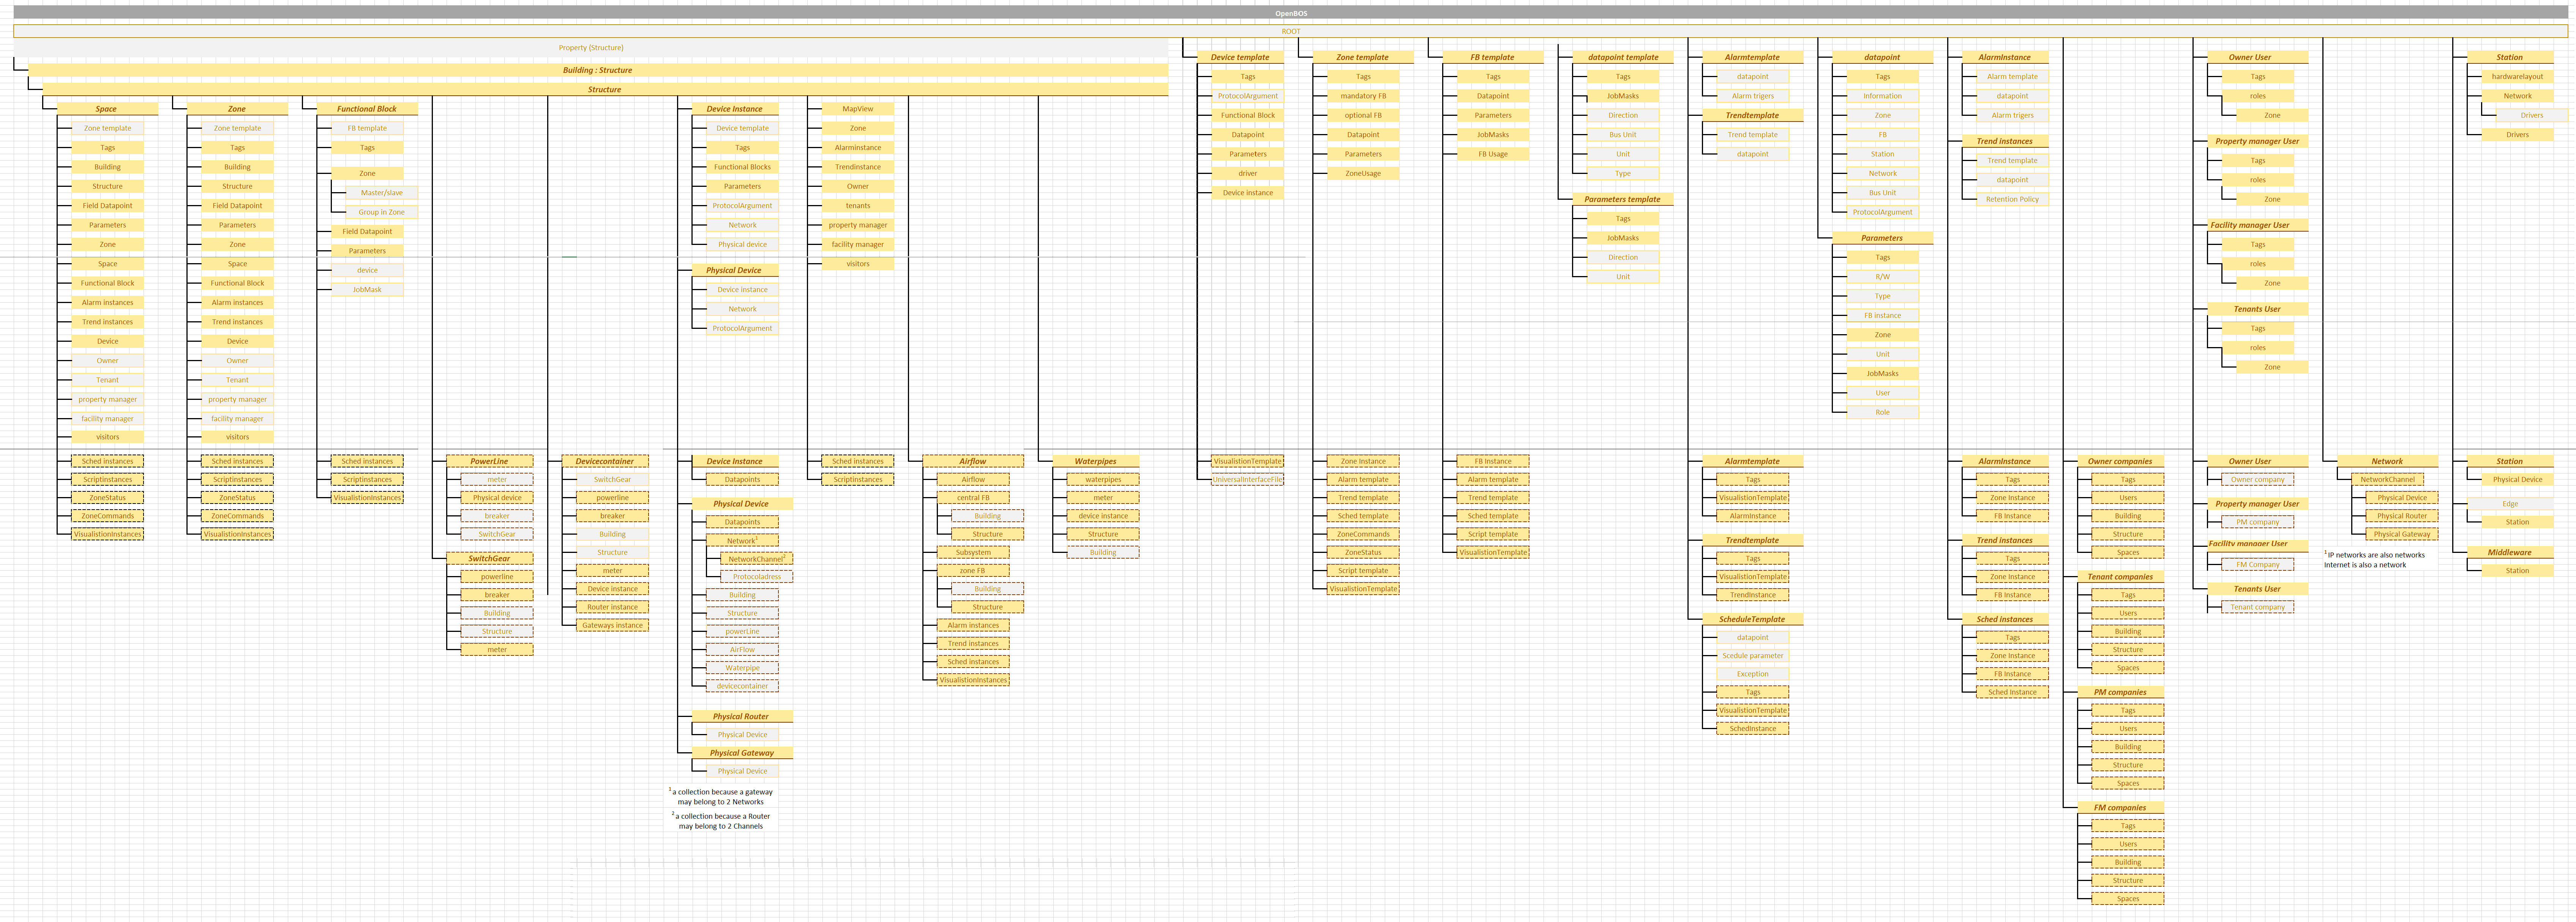 OpenBOS
ROOT
Property (Structure)
Building : Structure
Structure
Space
Zone template
Tags
Building
Structure
Field Datapoint
Parameters
Zone
Space
Functional Block
Alarm instances
Trend instances
Device
Owner
Tenant
property manager
facility manager
visitors
Sched instances
Scriptinstances
ZoneStatus
ZoneCommands
VisualistionInstances
Zone
Zone template
Tags
Building
Structure
Field Datapoint
Parameters
Zone
Space
Functional Block
Alarm instances
Trend instances
Device
Owner
Tenant
property manager
facility manager
visitors
Sched instances
Scriptinstances
ZoneStatus
ZoneCommands
VisualistionInstances
Functional Block
FB template
Tags
Zone
Master/slave
Group in Zone
Field Datapoint
Parameters
device
JobMask
Sched instances
Scriptinstances
VisualistionInstances
PowerLine
meter
Physical device
breaker
SwitchGear
SwitchGear
powerline
breaker
Building
Structure
meter
Devicecontainer
SwitchGear
powerline
breaker
Building
Structure
meter
Device instance
Router instance
Gateways instance
Device Instance
Device template
Tags
Functional Blocks
Parameters
ProtocolArgument
Network
Physical device
Physical Device
Device instance
Network
ProtocolArgument
Device Instance
Datapoints
Physical Device
Datapoints
Network1
NetworkChannel2
Protocoladress
Building
Structure
powerLine
AirFlow
Waterpipe
devicecontainer
Physical Router
Physical Device
Physical Gateway
Physical Device
1 a collection because a gateway
may belong to 2 Networks
2 a collection because a Router
may belong to 2 Channels
MapView
Zone
Alarminstance
Trendinstance
Owner
tenants
property manager
facility manager
visitors
Sched instances
Scriptinstances
Airflow
Airflow
central FB
Building
Structure
Subsystem
zone FB
Building
Structure
Alarm instances
Trend instances
Sched instances
VisualistionInstances
Waterpipes
waterpipes
meter
device instance
Structure
Building
Device template
Tags
ProtocolArgument
Functional Block
Datapoint
Parameters
driver
Device instance
VisualistionTemplate
UniversalInterfaceFile
Zone template
Tags
mandatory FB
optional FB
Datapoint
Parameters
ZoneUsage
Zone Instance
Alarm template
Trend template
Sched template
ZoneCommands
ZoneStatus
Script template
VisualistionTemplate
FB template
Tags
Datapoint
Parameters
JobMasks
FB Usage
FB Instance
Alarm template
Trend template
Sched template
Script template
VisualistionTemplate
datapoint template
Tags
JobMasks
Direction
Bus Unit
Unit
Type
Parameters template
Tags
JobMasks
Direction
Unit
Alarmtemplate
datapoint
Alarm trigers
Trendtemplate
Trend template
datapoint
Alarmtemplate
Tags
VisualistionTemplate
AlarmInstance
Trendtemplate
Tags
VisualistionTemplate
TrendInstance
ScheduleTemplate
datapoint
Scedule parameter
Exception
Tags
VisualistionTemplate
SchedInstance
datapoint
Tags
Information
Zone
FB
Station
Network
Bus Unit
ProtocolArgument
Parameters
Tags
R/W
Type
FB instance
Zone
Unit
JobMasks
User
Role
AlarmInstance
Alarm template
datapoint
Alarm trigers
Trend instances
Trend template
datapoint
Retention Policy
AlarmInstance
Tags
Zone Instance
FB Instance
Trend instances
Tags
Zone Instance
FB Instance
Sched instances
Tags
Zone Instance
FB Instance
Sched Instance
Owner companies
Tags
Users
Building
Structure
Spaces
Tenant companies
Tags
Users
Building
Structure
Spaces
PM companies
Tags
Users
Building
Structure
Spaces
FM companies
Tags
Users
Building
Structure
Spaces
Owner User
Tags
roles
Zone
Property manager User
Tags
roles
Zone
Facility manager User
Tags
roles
Zone
Tenants User
Tags
roles
Zone
Owner User
Owner company
Property manager User
PM company
Facility manager User
FM Company
Tenants User
Tenant company
Network
NetworkChannel
Physical Device
Physical Router
Physical Gateway
1 IP networks are also networks
Internet is also a network
Station
hardwarelayout
Network
Drivers
Drivers
Station
Physical Device
Edge
Station
Middleware
Station